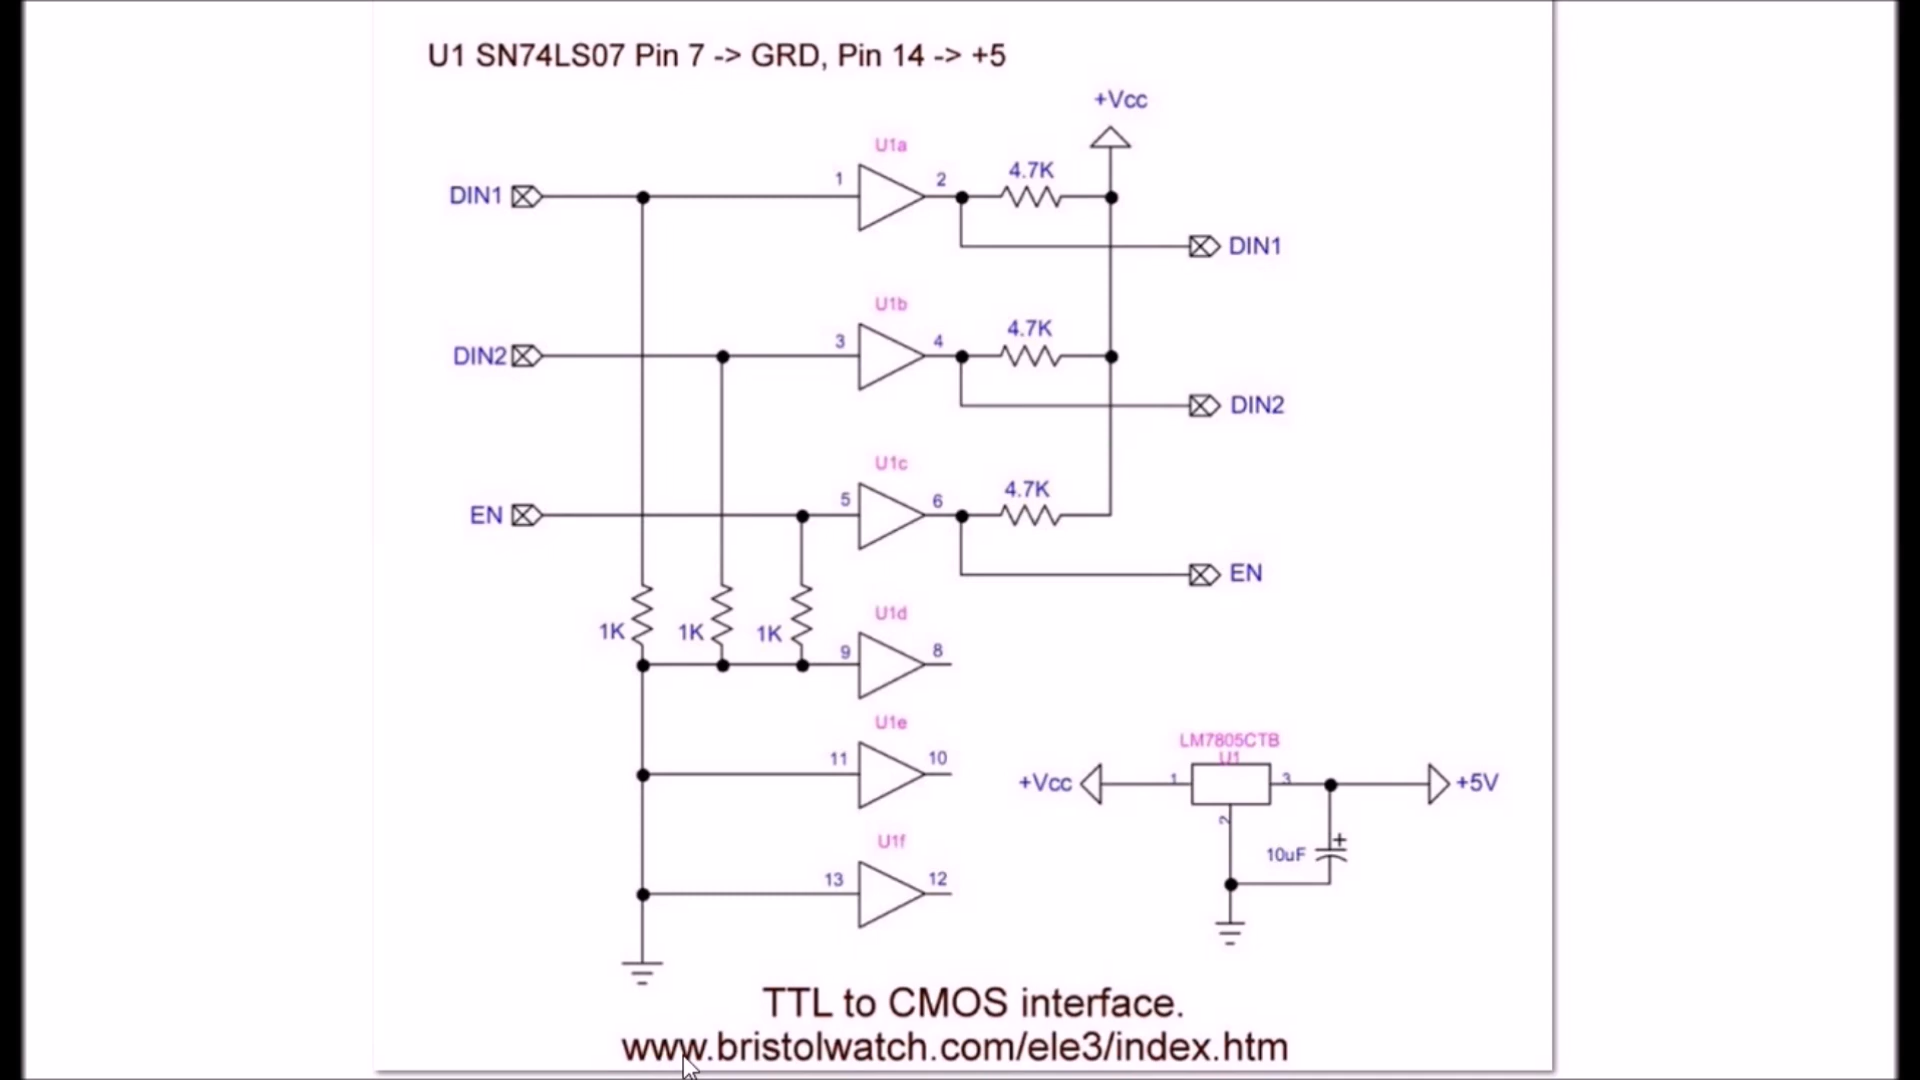 U1 SN74LS07 Pin 7 -> GRD, Pin 14 -> +5
+Vcc
U1a
DIN1
1
2
4.7K
DIN1
U1b
DIN2
3
4
4.7K
DIN2
U1c
EN
5
6
4.7K
EN
U1d
1K
1K
1K
9
8
U1e
11
10
LM7805CTB
U1
+Vcc
1
3
+5V
2
+
10uF
U1f
13
12
TTL to CMOS interface.
www.bristolwatch.com/ele3/index.htm